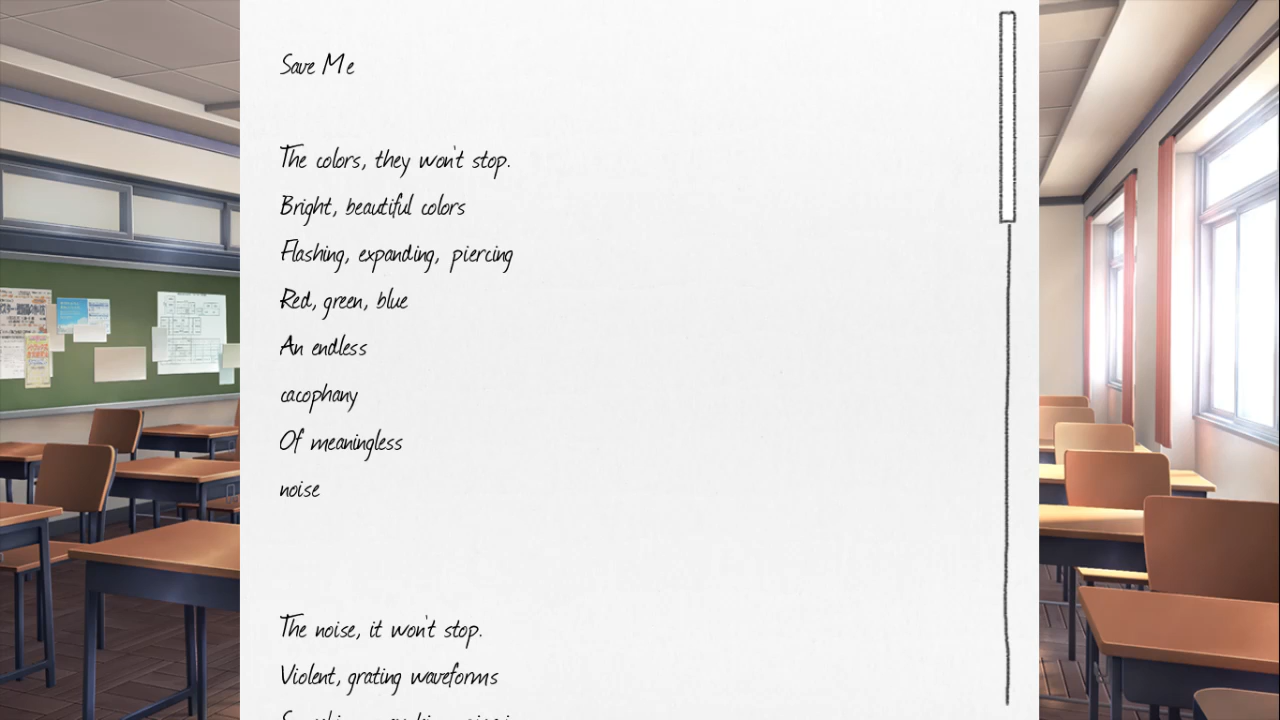 Save Me
The colors, they won't stop.
Bright, beautiful colors
Flashing, expanding, piercing
Red, green, blue
An endless
cacophany
Of meaningless
noise
The noise, it won't stop.
Violent, grating waveforms